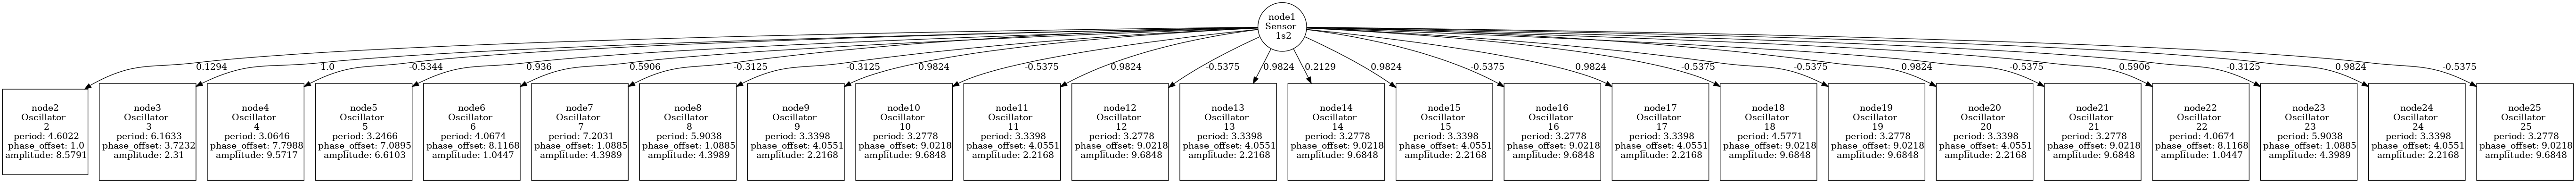 node1
Sensor
1s2
0.1294
1.0
-0.5344
0.936
0.5906
-0.3125
-0.3125
0.9824
-0.5375
0.9824
-0.5375
0.9824
0.2129
0.9824
-0.5375
0.9824
-0.5375
-0.5375
0.9824
-0.5375
0.5906
-0.3125
0.9824
-0.5375
node2
Oscillator
2
period: 4.6022
phase_offset: 1.0
amplitude: 8.5791
node3
Oscillator
3
period: 6.1633
phase_offset: 3.7232
amplitude: 2.31
node4
Oscillator
4
period: 3.0646
phase_offset: 7.7988
amplitude: 9.5717
node5
Oscillator
5
period: 3.2466
phase_offset: 7.0895
amplitude: 6.6103
node6
Oscillator
6
period: 4.0674
phase_offset: 8.1168
amplitude: 1.0447
node7
Oscillator
7
period: 7.2031
phase_offset: 1.0885
amplitude: 4.3989
node8
Oscillator
8
period: 5.9038
phase_offset: 1.0885
amplitude: 4.3989
node9
Oscillator
9
period: 3.3398
phase_offset: 4.0551
amplitude: 2.2168
node10
Oscillator
10
period: 3.2778
phase_offset: 9.0218
amplitude: 9.6848
node11
Oscillator
11
period: 3.3398
phase_offset: 4.0551
amplitude: 2.2168
node12
Oscillator
12
period: 3.2778
phase_offset: 9.0218
amplitude: 9.6848
node13
Oscillator
13
period: 3.3398
phase_offset: 4.0551
amplitude: 2.2168
node14
Oscillator
14
period: 3.2778
phase_offset: 9.0218
amplitude: 9.6848
node15
Oscillator
15
period: 3.3398
phase_offset: 4.0551
amplitude: 2.2168
node16
Oscillator
16
period: 3.2778
phase_offset: 9.0218
amplitude: 9.6848
node17
Oscillator
17
period: 3.3398
phase_offset: 4.0551
amplitude: 2.2168
node18
Oscillator
18
period: 4.5771
phase_offset: 9.0218
amplitude: 9.6848
node19
Oscillator
19
period: 3.2778
phase_offset: 9.0218
amplitude: 9.6848
node20
Oscillator
20
period: 3.3398
phase_offset: 4.0551
amplitude: 2.2168
node21
Oscillator
21
period: 3.2778
phase_offset: 9.0218
amplitude: 9.6848
node22
Oscillator
22
period: 4.0674
phase_offset: 8.1168
amplitude: 1.0447
node23
Oscillator
23
period: 5.9038
phase_offset: 1.0885
amplitude: 4.3989
node24
Oscillator
24
period: 3.3398
phase_offset: 4.0551
amplitude: 2.2168
node25
Oscillator
25
period: 3.2778
phase_offset: 9.0218
amplitude: 9.6848